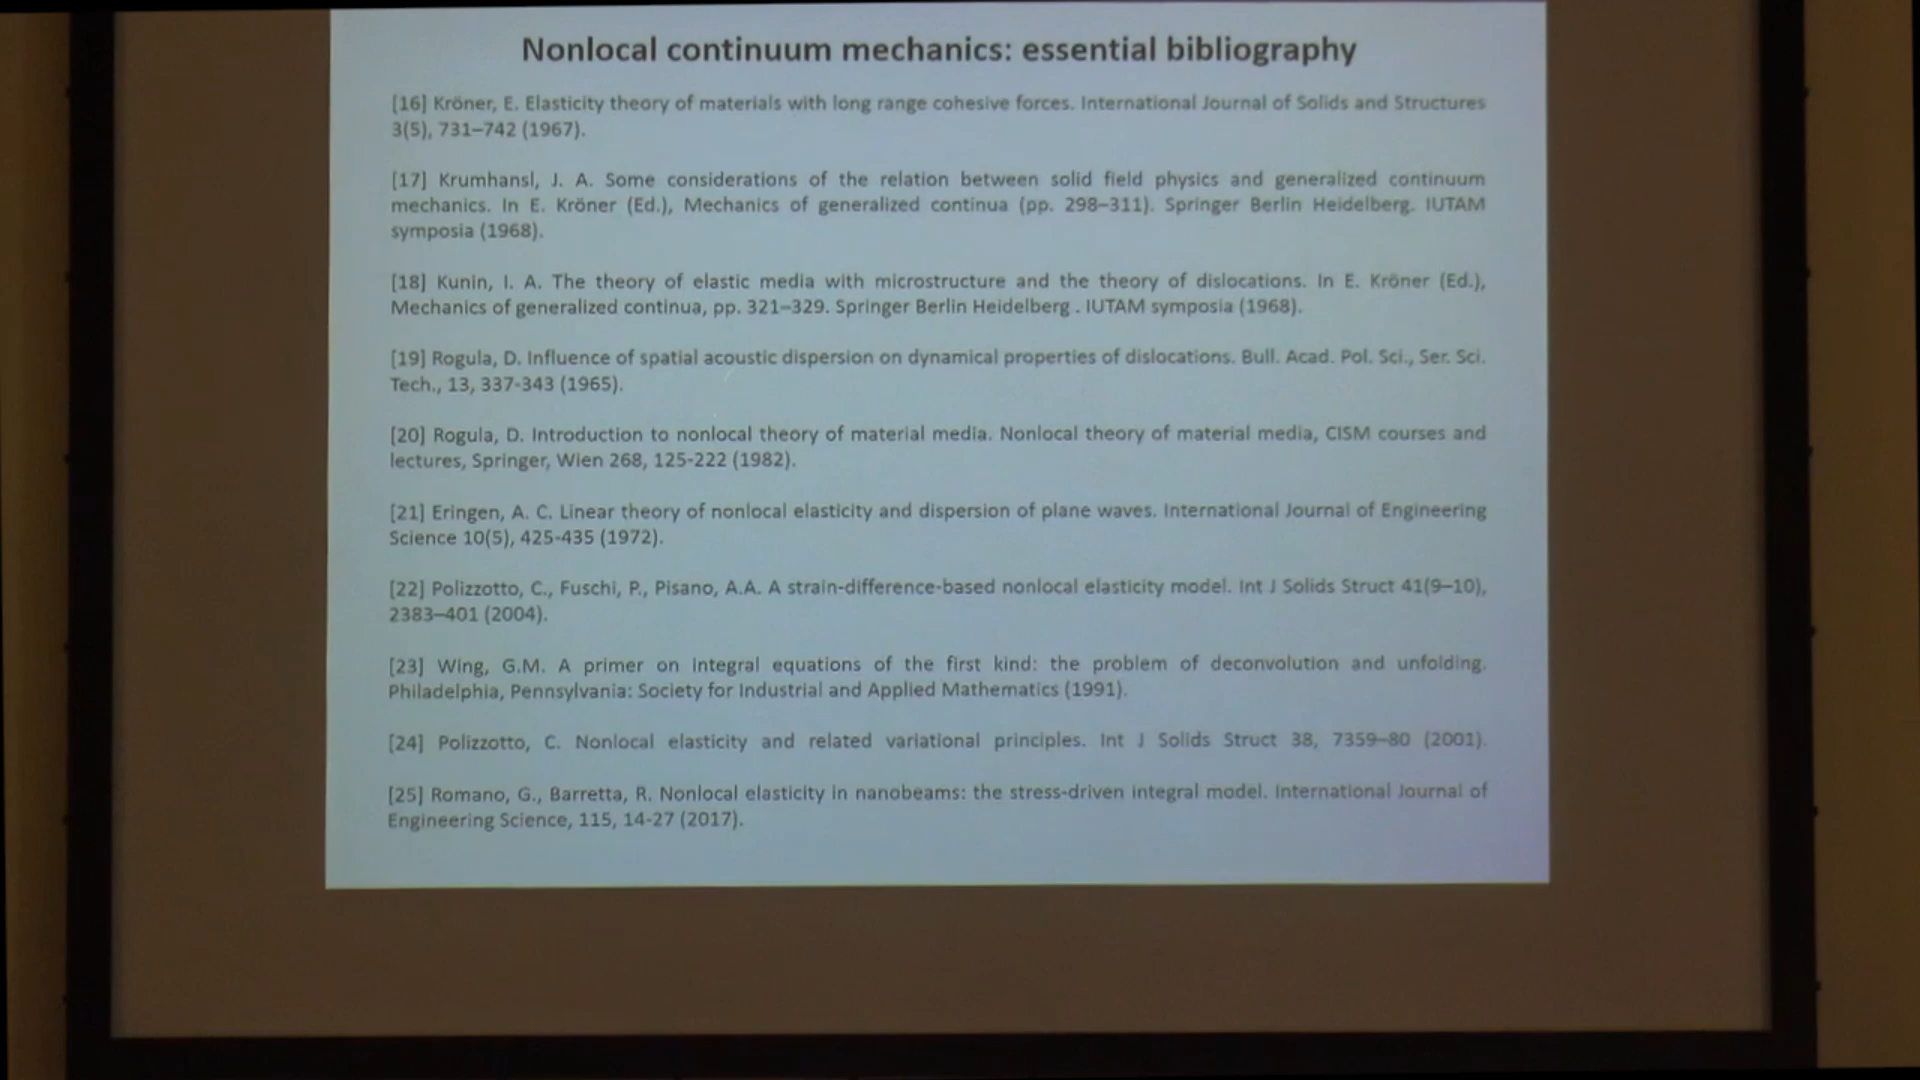 Nonlocal continuum mechanics: essential bibliography
[16] Kröner, E. Elasticity theory of materials with long range cohesive forces. International Journal of Solids and Structures
3(5), 731–742 (1967).
[17] Krumhansl, J. A. Some considerations of the relation between solid field physics and generalized continuum
mechanics. In E. Kröner (Ed.), Mechanics of generalized continua (pp. 298–311). Springer Berlin Heidelberg. IUTAM
symposia (1968).
[18] Kunin, I. A. The theory of elastic media with microstructure and the theory of dislocations. In E. Kröner (Ed.),
Mechanics of generalized continua, pp. 321–329. Springer Berlin Heidelberg . IUTAM symposia (1968).
[19] Rogula, D. Influence of spatial acoustic dispersion on dynamical properties of dislocations. Bull. Acad. Pol. Sci., Ser. Sci.
Tech., 13, 337-343 (1965).
[20] Rogula, D. Introduction to nonlocal theory of material media. Nonlocal theory of material media, CISM courses and
lectures, Springer, Wien 268, 125-222 (1982).
[21] Eringen, A. C. Linear theory of nonlocal elasticity and dispersion of plane waves. International Journal of Engineering
Science 10(5), 425-435 (1972).
[22] Polizzotto, C., Fuschi, P., Pisano, A.A. A strain-difference-based nonlocal elasticity model. Int J Solids Struct 41(9–10),
2383–401 (2004).
[23] Wing, G.M. A primer on integral equations of the first kind: the problem of deconvolution and unfolding.
Philadelphia, Pennsylvania: Society for Industrial and Applied Mathematics (1991).
[24] Polizzotto, C. Nonlocal elasticity and related variational principles. Int J Solids Struct 38, 7359–80 (2001).
[25] Romano, G., Barretta, R. Nonlocal elasticity in nanobeams: the stress-driven integral model. International Journal of
Engineering Science, 115, 14-27 (2017).